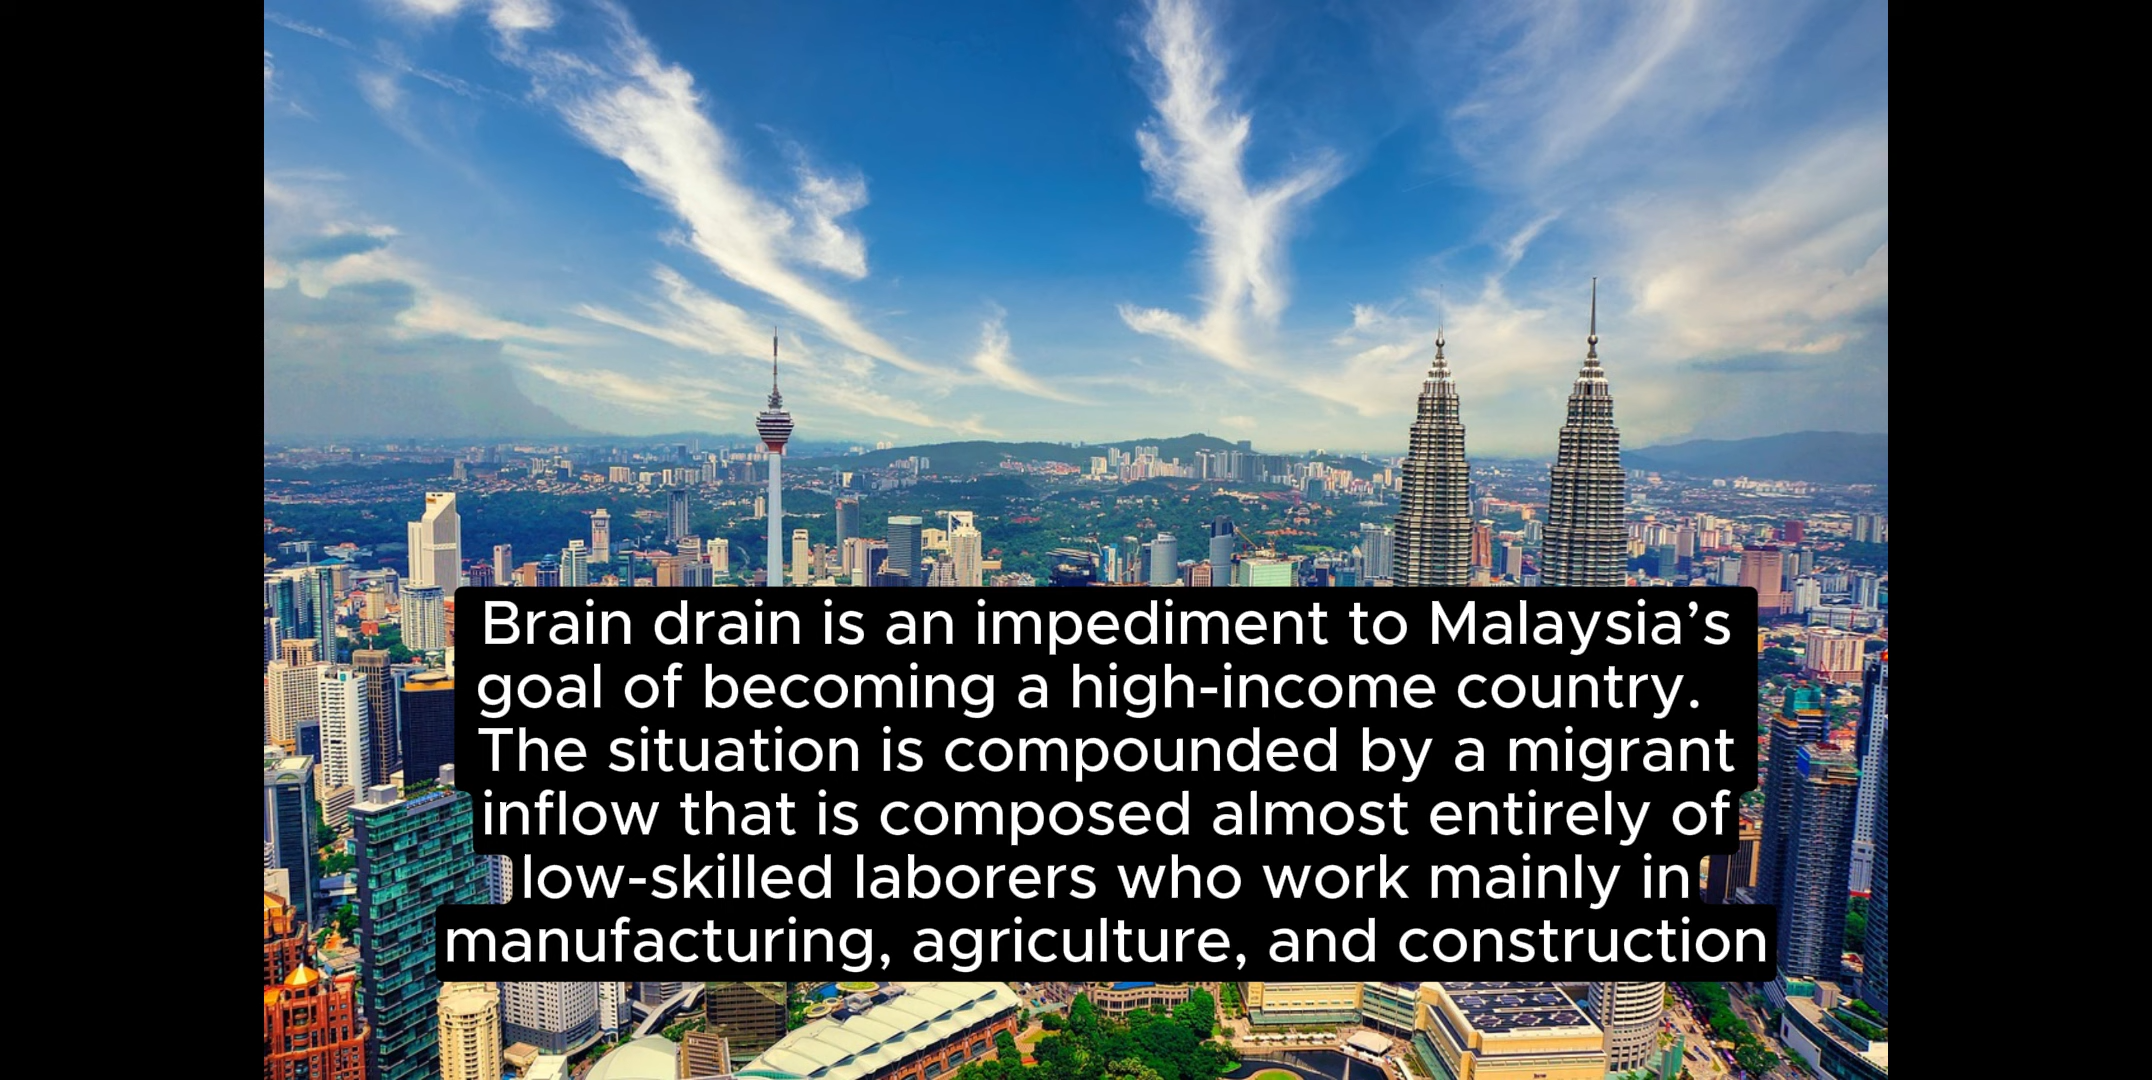 Brain drain is an impediment to Malaysia’s
goal of becoming a high-income country.
The situation is compounded by a migrant
inflow that is composed almost entirely of
low-skilled laborers who work mainly in
manufacturing, agriculture, and construction